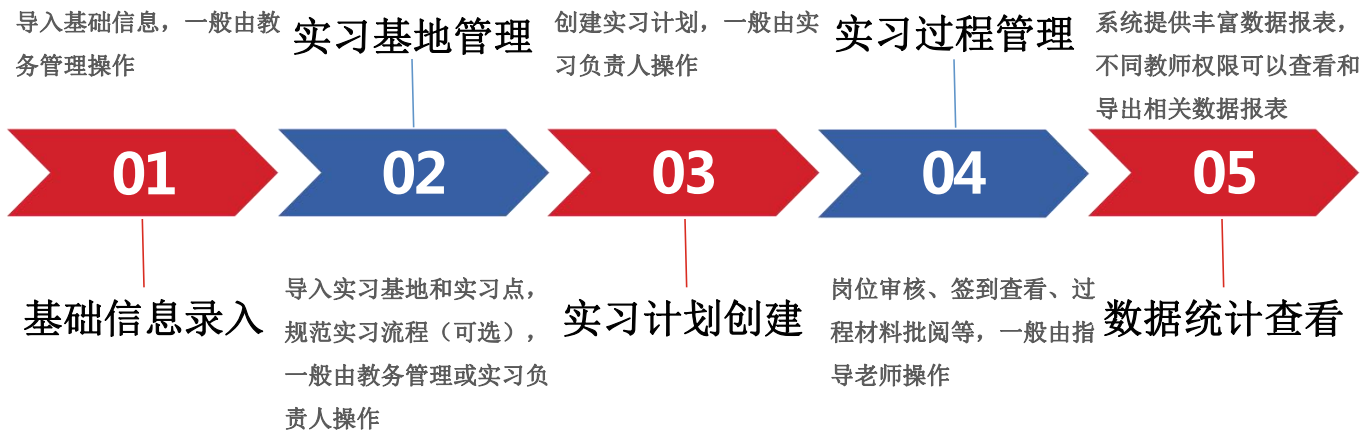 导入基础信息，一般由教
务管理操作
01
基础信息录入
实习基地管理
02
导入实习基地和实习点，
规范实习流程（可选），
一般由教务管理或实习负
责人操作
创建实习计划，一般由实
习负责人操作
03
实习计划创建
实习过程管理
04
岗位审核、签到查看、过
程材料批阅等，一般由指
导老师操作
系统提供丰富数据报表，
不同教师权限可以查看和
导出相关数据报表
05
数据统计查看